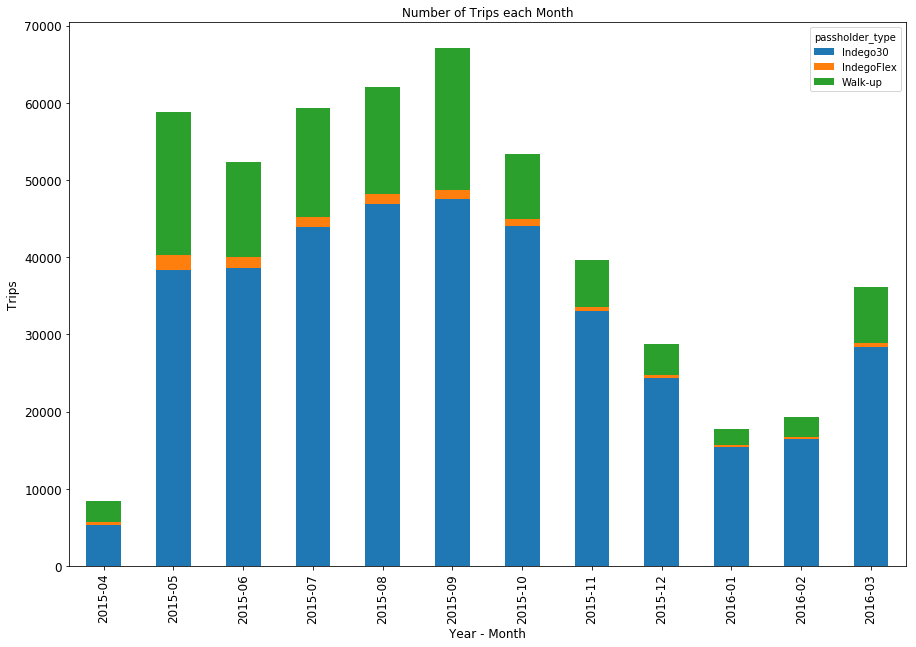 Number of Trips each Month
passholder_type
Indego30
IndegoFlex
Walk-up
70000
60000
50000
40000
30000
20000
10000
0
Trips
2015-04
2015-05
2015-06
2015-07
2015-08
2015-09
2015-10
2015-11
2015-12
2016-01
2016-02
2016-03
Year - Month